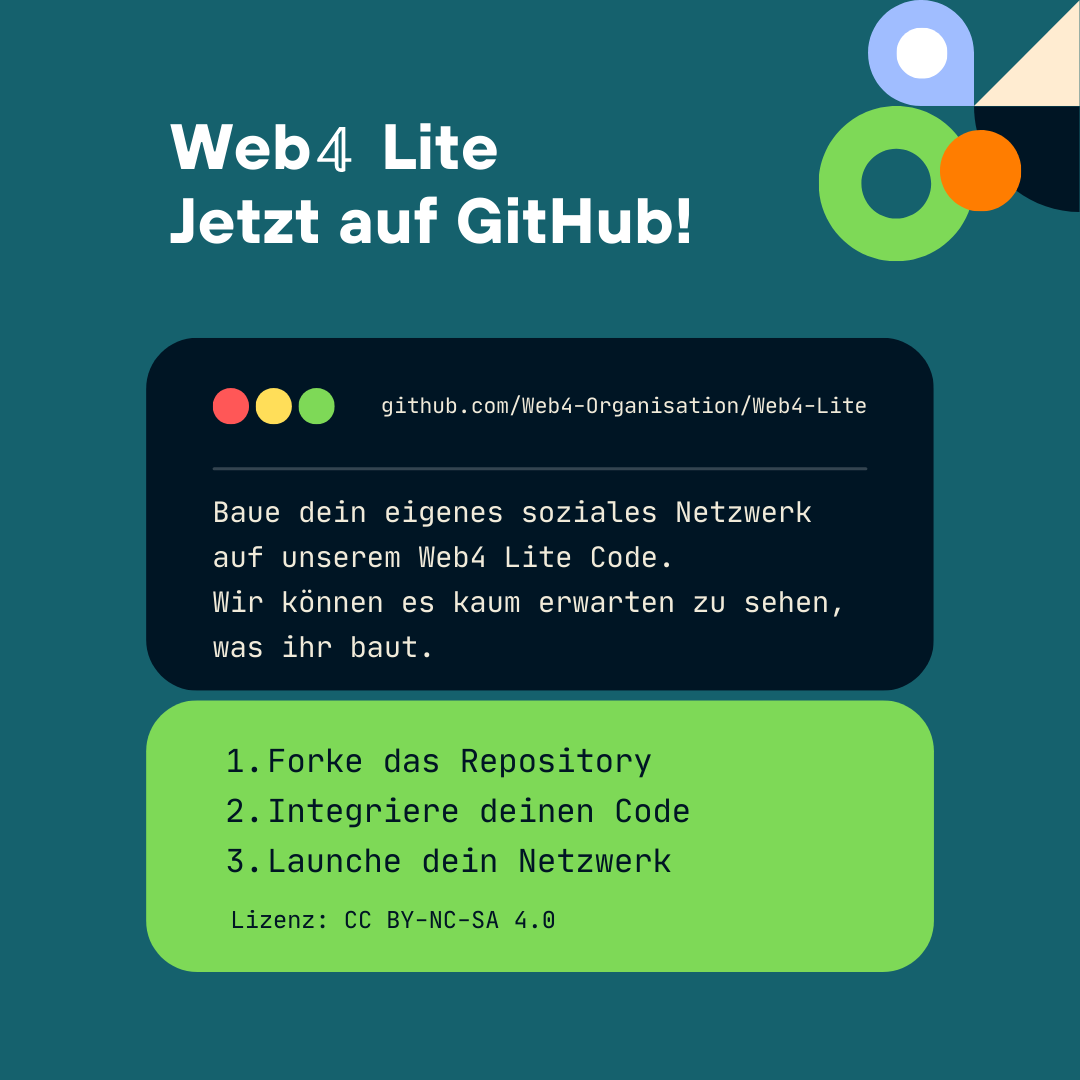 Web4 Lite
Jetzt auf GitHub!
github.com/Web4-Organisation/Web4-Lite
Baue dein eigenes soziales Netzwerk
auf unserem Web4 Lite Code.
Wir können es kaum erwarten zu sehen,
was ihr baut.
1. Forke das Repository
2. Integriere deinen Code
3. Launche dein Netzwerk
Lizenz: CC BY-NC-SA 4.0